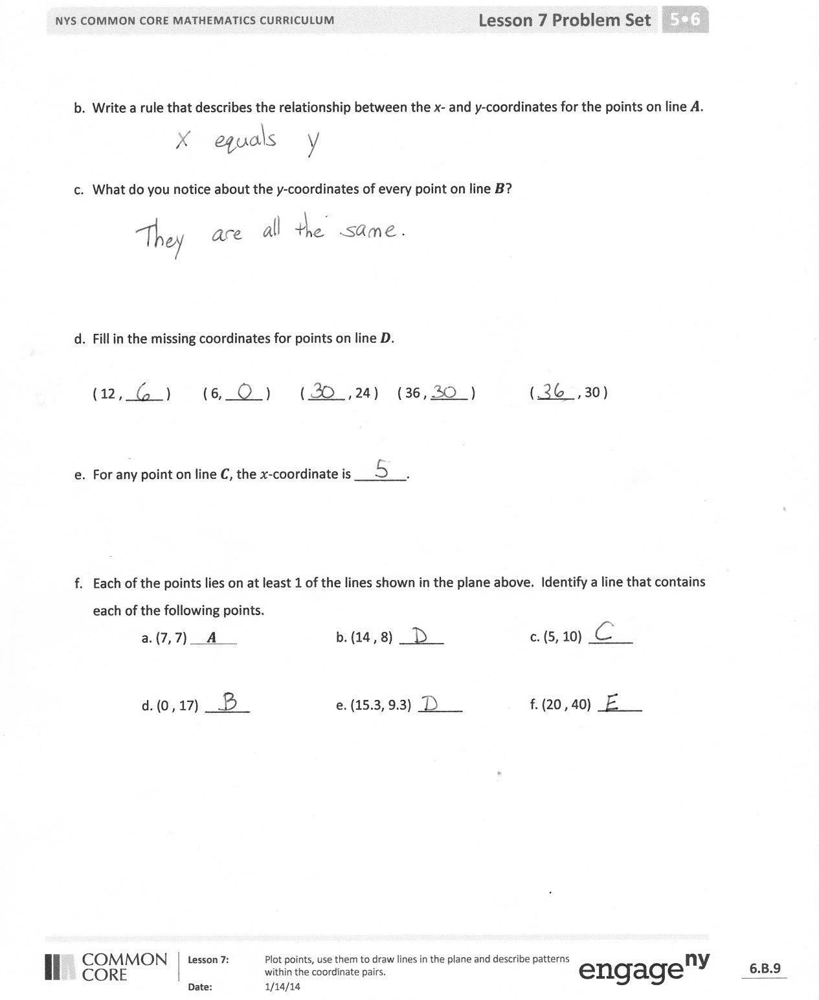 NYS COMMON CORE MATHEMATICS CURRICULUM Lesson 7 Problem Set 5•6
b. Write a rule that describes the relationship between the x- and y-coordinates for the points on line A.
x equals y
c. What do you notice about the y-coordinates of every point on line B?
They are all the same.
d. Fill in the missing coordinates for points on line D.
( 12 , 6 ) ( 6, 0 ) ( 30 , 24 ) ( 36 , 30 ) ( 36 , 30 )
e. For any point on line C, the x-coordinate is 5.
f. Each of the points lies on at least 1 of the lines shown in the plane above. Identify a line that contains
each of the following points.
a. (7, 7) A b. (14 , 8) D c. (5, 10) C
d. (0 , 17) B e. (15.3, 9.3) D f. (20 , 40) E
COMMON CORE
Lesson 7: Plot points, use them to draw lines in the plane and describe patterns
within the coordinate pairs.
Date: 1/14/14
engageny
6.B.9